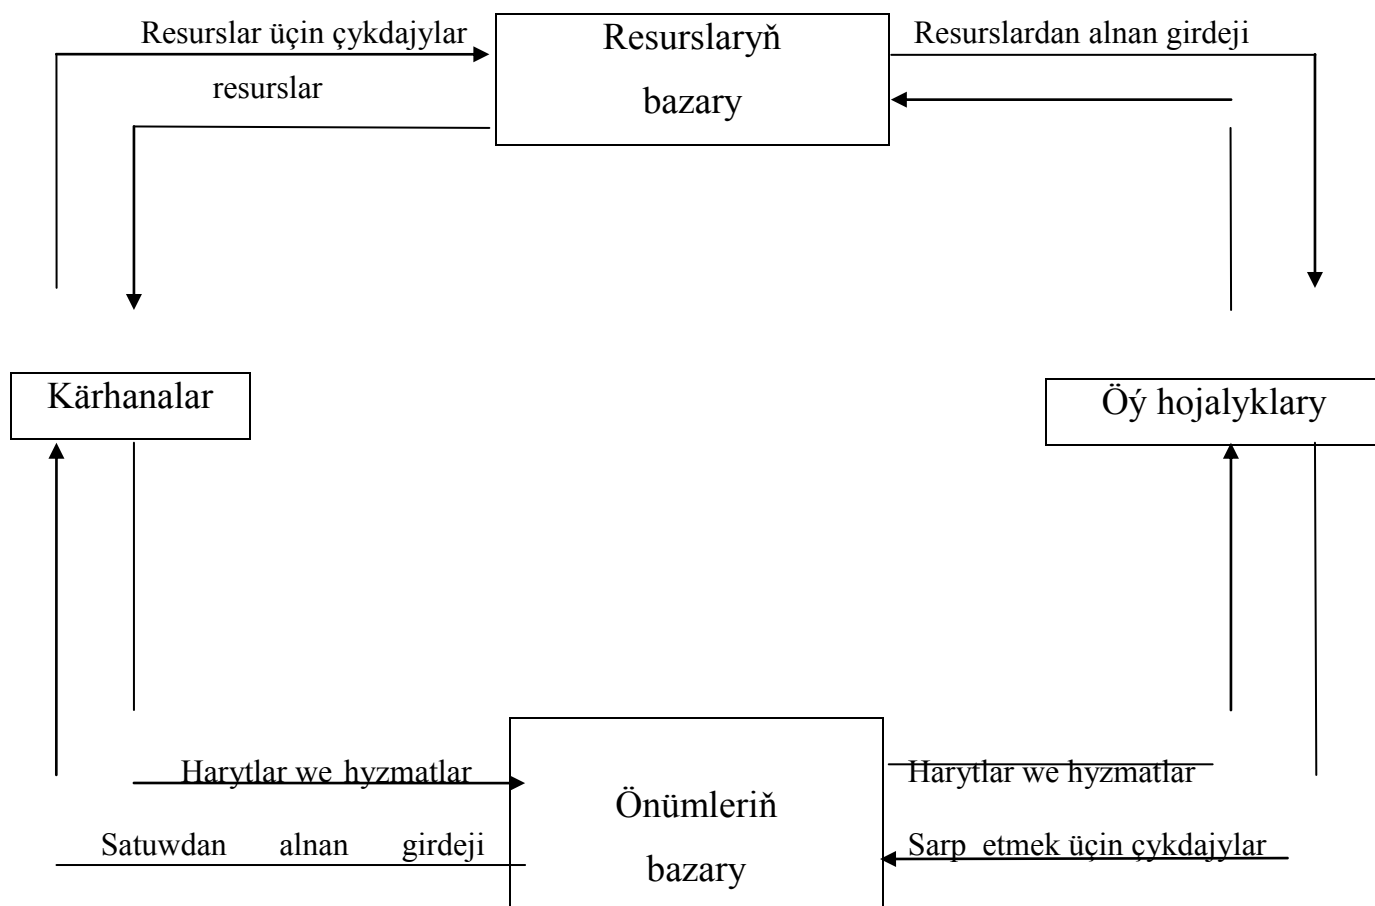 Resurslar üçin çykdajylar
Resurslaryň
bazary
Resurslardan alnan girdeji
resurslar
Kärhanalar
Öý hojalyklary
Harytlar we hyzmatlar
Önümleriň
bazary
Harytlar we hyzmatlar
Satuwdan alnan girdeji
Sarp etmek üçin çykdajylar